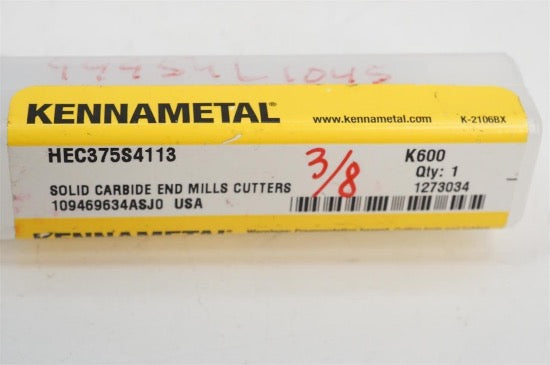 KENNAMETAL® www.kennametal.com K-2106BX
HEC375S4113 3/8 K600
Qty: 1
SOLID CARBIDE END MILLS CUTTERS 1273034
109469634ASJ0 USA
KENNAMETAL